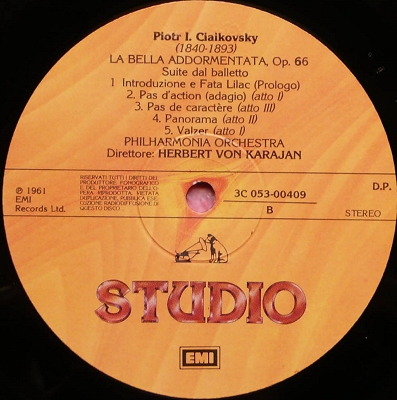 Piotr I. Ciaikovsky
(1840-1893)
LA BELLA ADDORMENTATA, Op. 66
Suite dal balletto
1 Introduzione e Fata Lilac (Prologo)
2. Pas d'action (adagio) (atto I)
3. Pas de caractère (atto III)
4. Panorama (atto II)
5. Valzer (atto I)
PHILHARMONIA ORCHESTRA
Direttore: HERBERT VON KARAJAN
RISERVATI TUTTI I DIRITTI DEL
PRODUTTORE FONOGRAFICO
E DEL PROPRIETARIO DELLO
PERA RIPRODOTTA. VIETATA
DUPLICAZIONE, PUBBLICA ESE
CUZIONE RADIODIFFUSIONE DI
QUESTO DISCO
℗ 1961
EMI
Records Ltd.
3C 053-00409
B
D.P.
STEREO
STUDIO
EMI